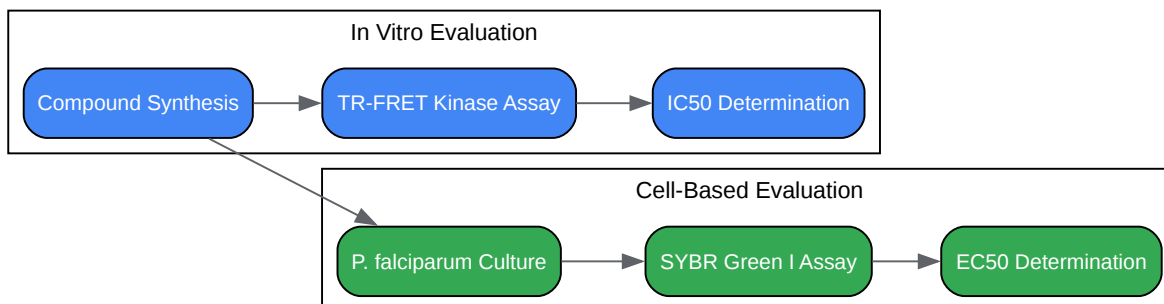 In Vitro Evaluation
Compound Synthesis
TR-FRET Kinase Assay
IC50 Determination
Cell-Based Evaluation
P. falciparum Culture
SYBR Green I Assay
EC50 Determination